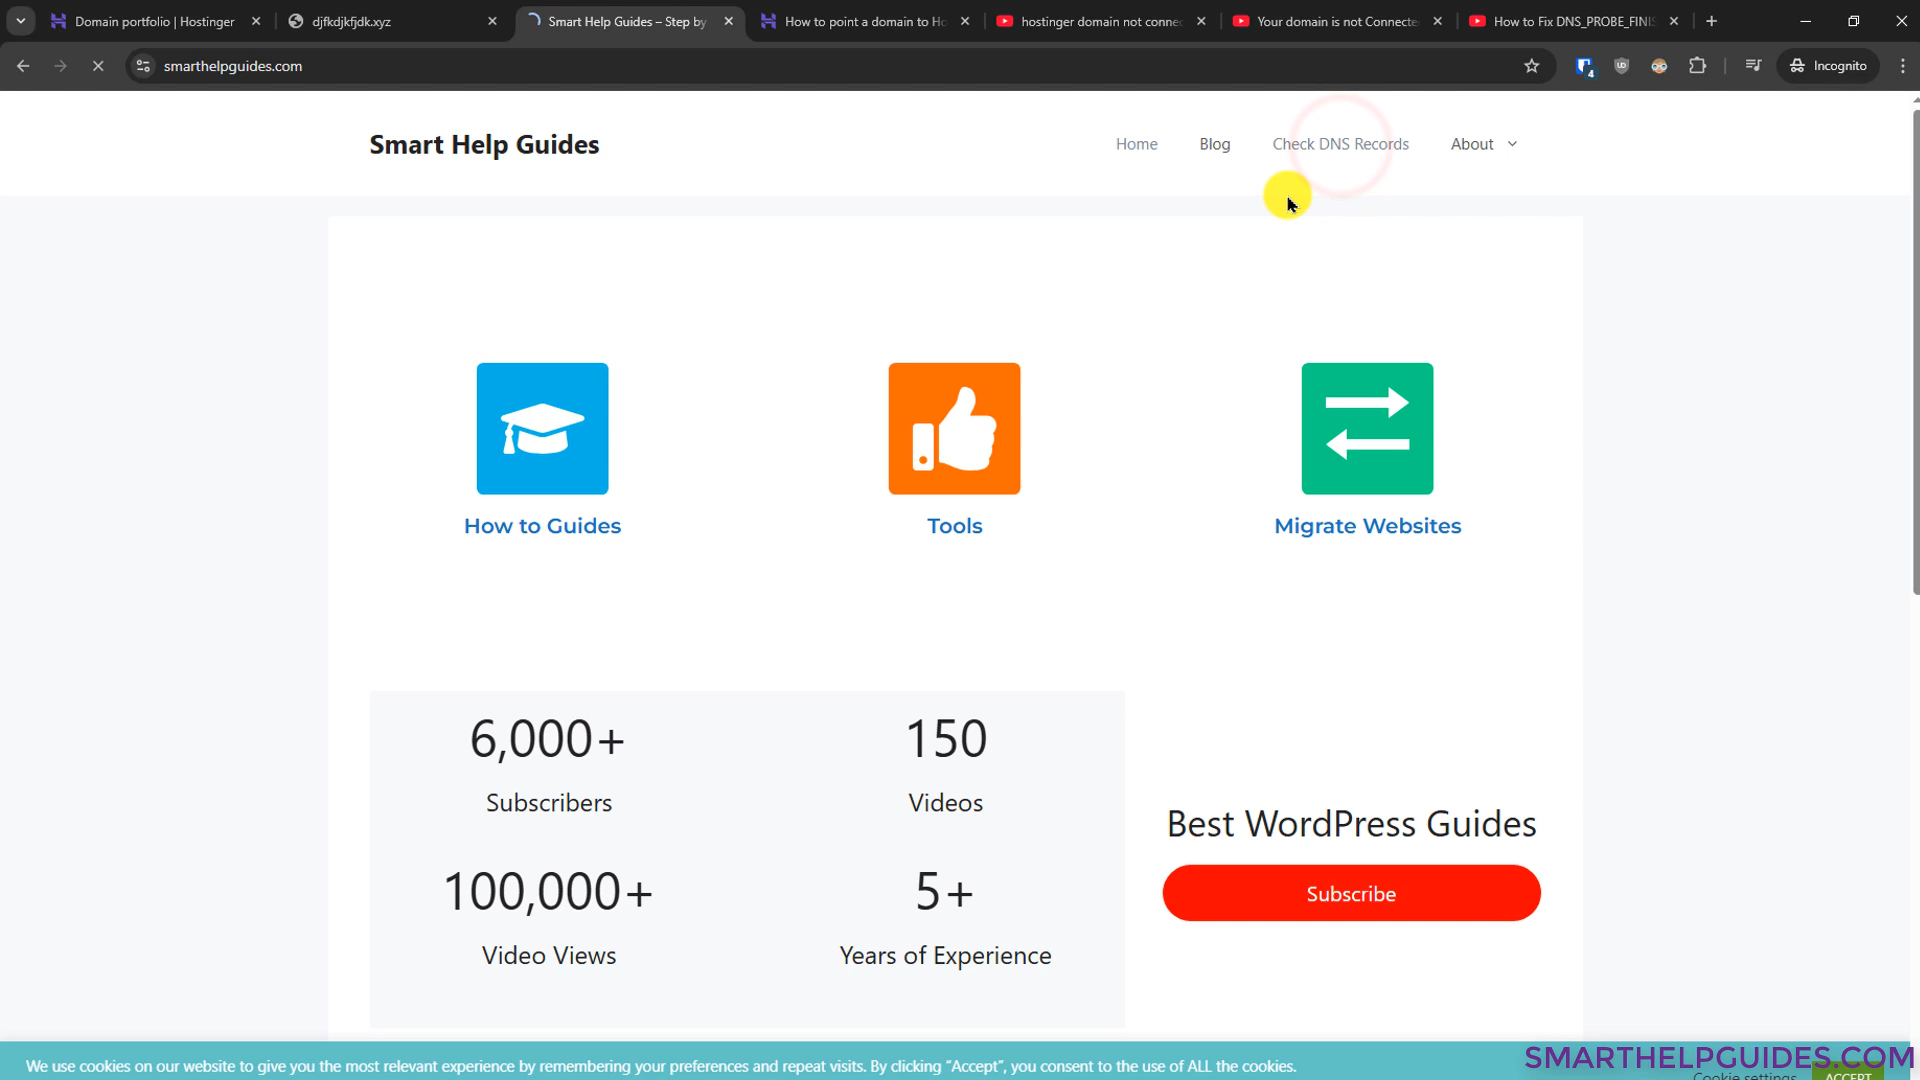 Domain portfolio | Hostinger
djfkdjkfjdk.xyz
Smart Help Guides – Step by
How to point a domain to Ho
hostinger domain not connec
Your domain is not Connecte
How to Fix DNS_PROBE_FINIS
smarthelpguides.com
4
Incognito
Smart Help Guides
Home
Blog
Check DNS Records
About
How to Guides
Tools
Migrate Websites
6,000+
Subscribers
150
Videos
100,000+
Video Views
5+
Years of Experience
Best WordPress Guides
Subscribe
We use cookies on our website to give you the most relevant experience by remembering your preferences and repeat visits. By clicking “Accept”, you consent to the use of ALL the cookies.
SMARTHELPGUIDES.COM
Cookie settings
ACCEPT